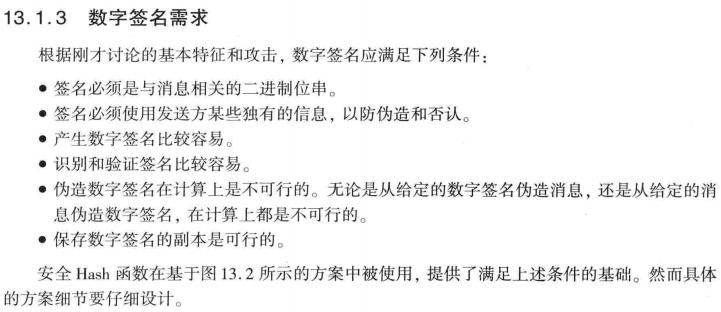 13.1.3 数字签名需求
根据刚才讨论的基本特征和攻击，数字签名应满足下列条件：
● 签名必须是与消息相关的二进制位串。
● 签名必须使用发送方某些独有的信息，以防伪造和否认。
● 产生数字签名比较容易。
● 识别和验证签名比较容易。
● 伪造数字签名在计算上是不可行的。无论是从给定的数字签名伪造消息，还是从给定的消
息伪造数字签名，在计算上都是不可行的。
● 保存数字签名的副本是可行的。
安全 Hash 函数在基于图 13.2 所示的方案中被使用，提供了满足上述条件的基础。然而具体
的方案细节要仔细设计。